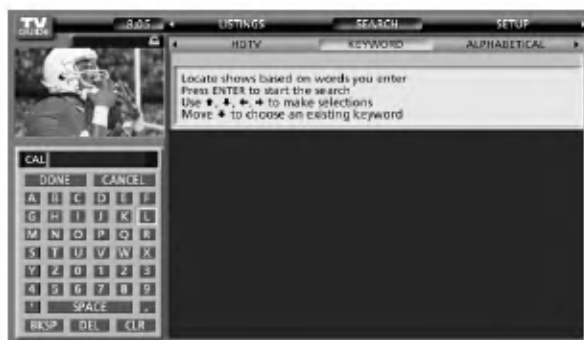 TV GUIDE 8:05 LISTINGS SEARCH SETUP
HDTV KEYWORD ALPHABETICAL
Locate shows based on words you enter
Press ENTER to start the search
Use ↑, ↓, ←, → to make selections
Move ↓ to choose an existing keyword
CAL
DONE CANCEL
A B C D E F
G H I J K L
M N O P Q R
S T U V W X
Y Z 0 1 2 3
4 5 6 7 8 9
' SPACE .
BKSP DEL CLR